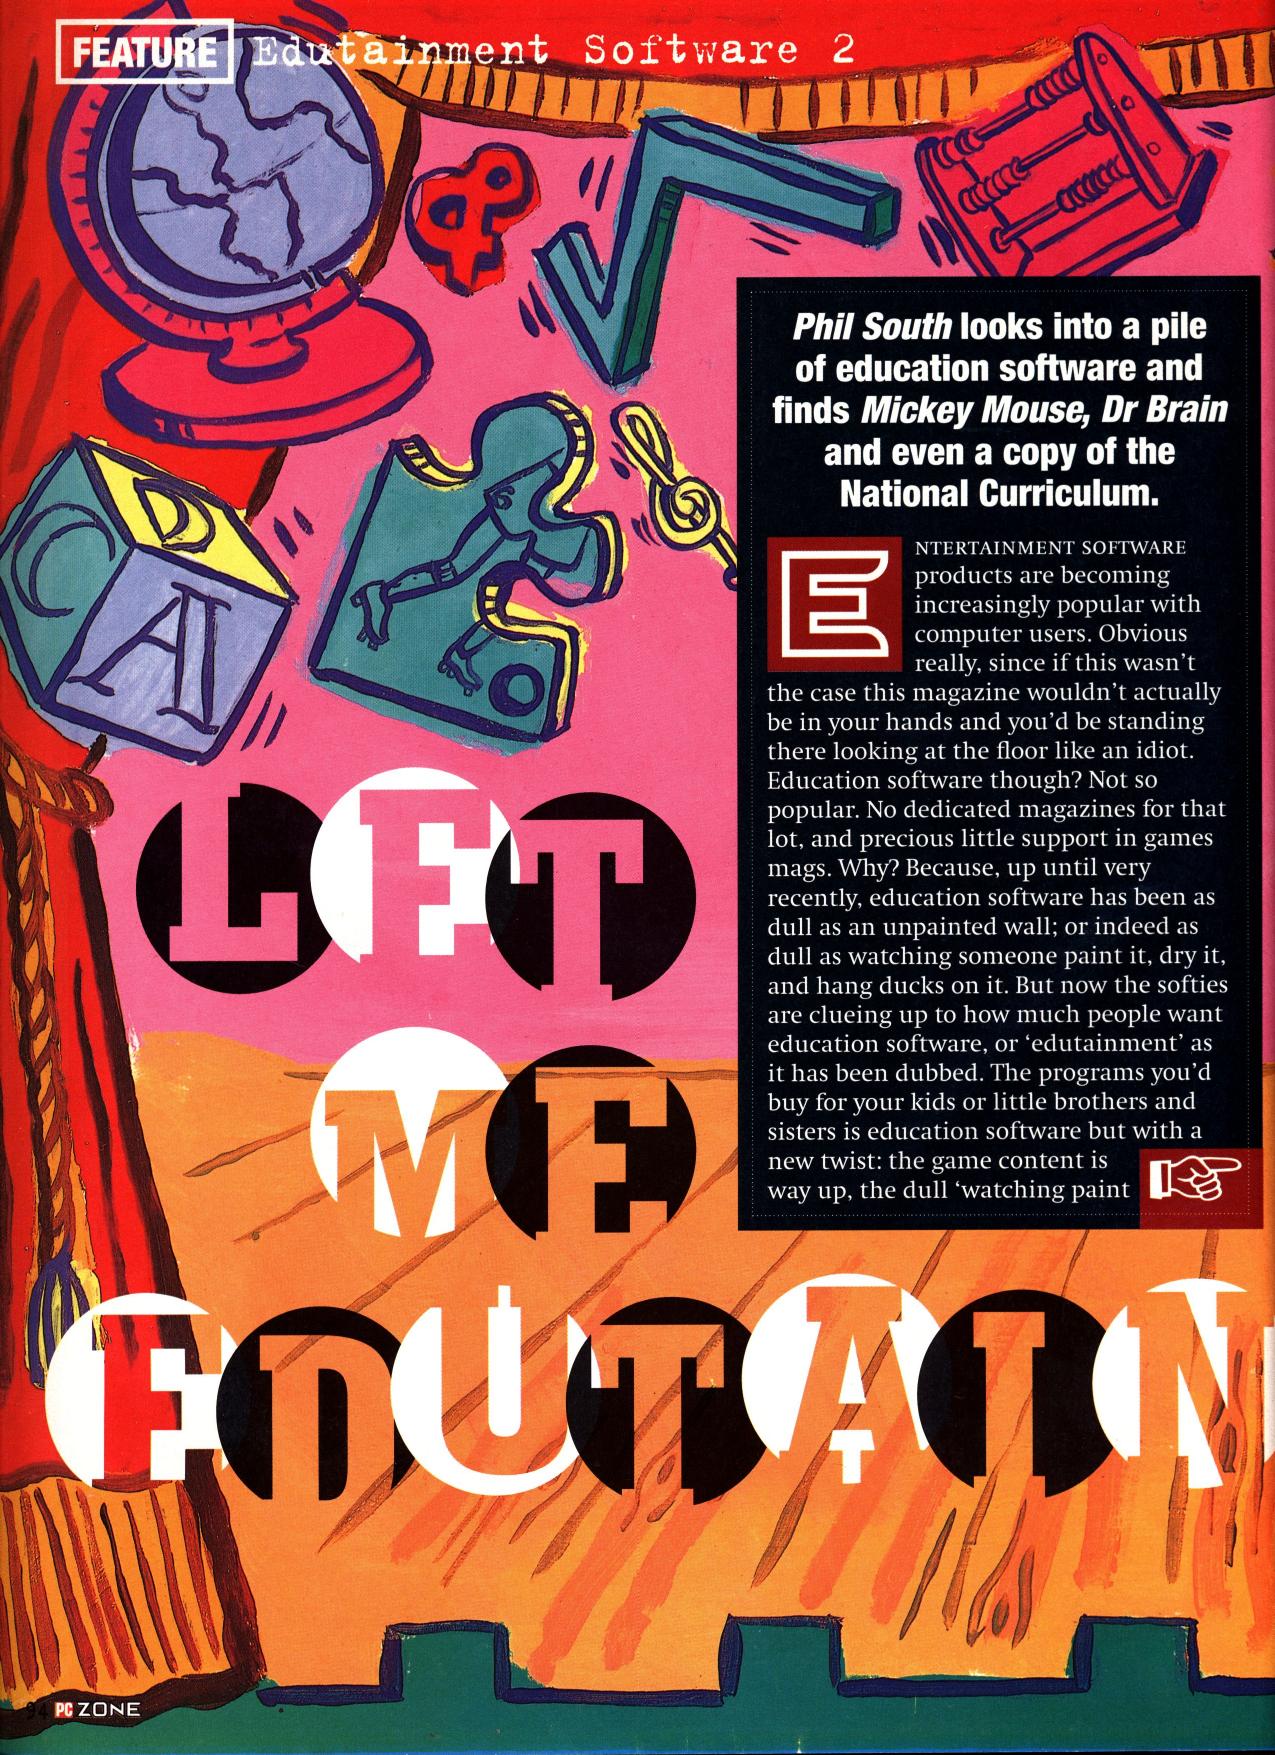 FEATURE Edutainment Software 2
Phil South looks into a pile
of education software and
finds Mickey Mouse, Dr Brain
and even a copy of the
National Curriculum.
ENTERTAINMENT SOFTWARE
products are becoming
increasingly popular with
computer users. Obvious
really, since if this wasn't
the case this magazine wouldn't actually
be in your hands and you'd be standing
there looking at the floor like an idiot.
Education software though? Not so
popular. No dedicated magazines for that
lot, and precious little support in games
mags. Why? Because, up until very
recently, education software has been as
dull as an unpainted wall; or indeed as
dull as watching someone paint it, dry it,
and hang ducks on it. But now the softies
are clueing up to how much people want
education software, or 'edutainment' as
it has been dubbed. The programs you'd
buy for your kids or little brothers and
sisters is education software but with a
new twist: the game content is
way up, the dull 'watching paint
C D A
LET
ME
EDUTAIN
94 PC ZONE